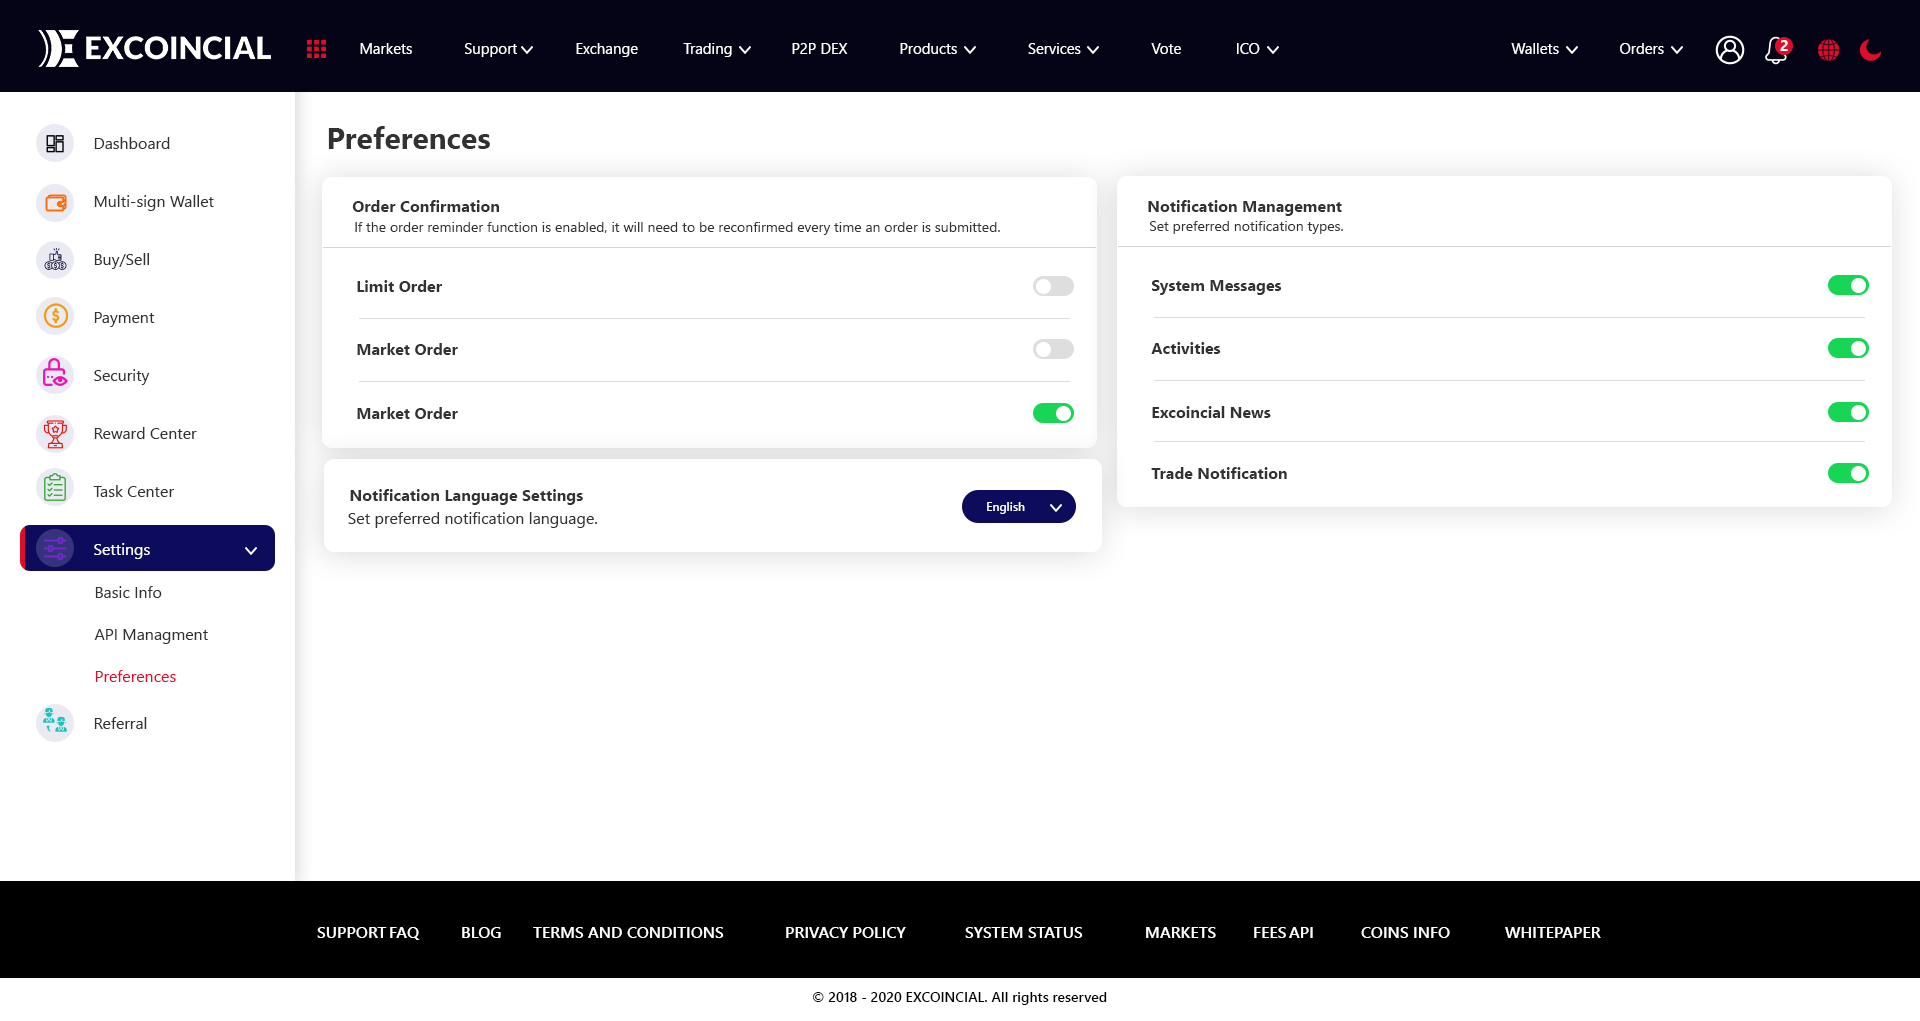 EXCOINCIAL
Markets
Support
Exchange
Trading
P2P DEX
Products
Services
Vote
ICO
Wallets
Orders
2
Dashboard
Multi-sign Wallet
Buy/Sell
Payment
Security
Reward Center
Task Center
Settings
Basic Info
API Managment
Preferences
Referral
Preferences
Order Confirmation
If the order reminder function is enabled, it will need to be reconfirmed every time an order is submitted.
Limit Order
Market Order
Market Order
Notification Language Settings
Set preferred notification language.
English
Notification Management
Set preferred notification types.
System Messages
Activities
Excoincial News
Trade Notification
SUPPORT FAQ
BLOG
TERMS AND CONDITIONS
PRIVACY POLICY
SYSTEM STATUS
MARKETS
FEES API
COINS INFO
WHITEPAPER
© 2018 - 2020 EXCOINCIAL. All rights reserved